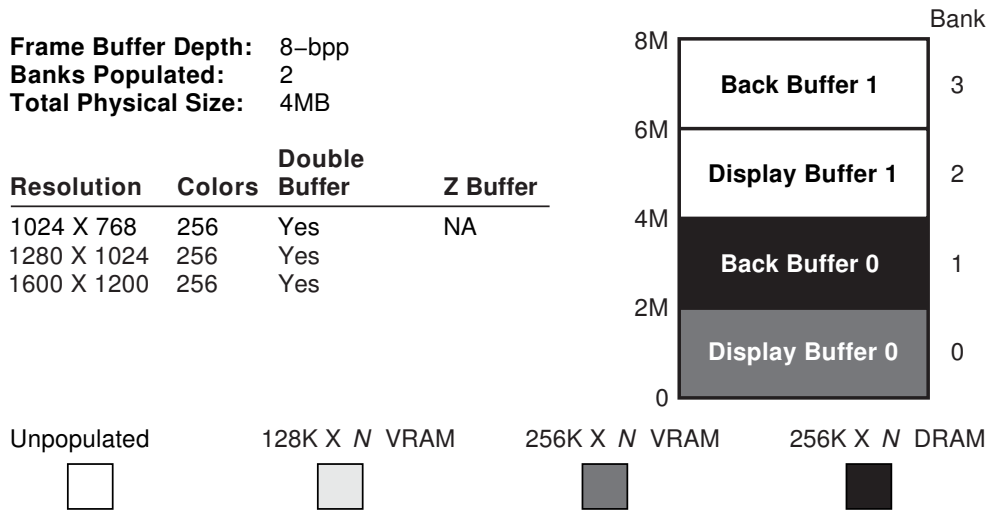 Frame Buffer Depth: 8–bpp
Banks Populated: 2
Total Physical Size: 4MB
Resolution Colors Double Buffer Z Buffer
1024 X 768 256 Yes NA
1280 X 1024 256 Yes
1600 X 1200 256 Yes
Bank
8M
Back Buffer 1 3
6M
Display Buffer 1 2
4M
Back Buffer 0 1
2M
Display Buffer 0 0
0
Unpopulated 128K X N VRAM 256K X N VRAM 256K X N DRAM